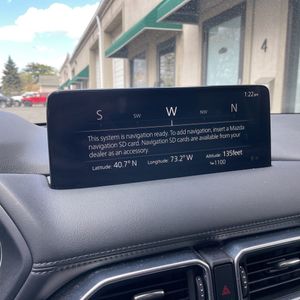 4
1:22
S SW W NW N
This system is navigation ready. To add navigation, insert a Mazda
navigation SD card. Navigation SD cards are available from your
dealer as an accessory.
Latitude: 40.7° N Longitude: 73.2° W Altitude: 135feet
1100